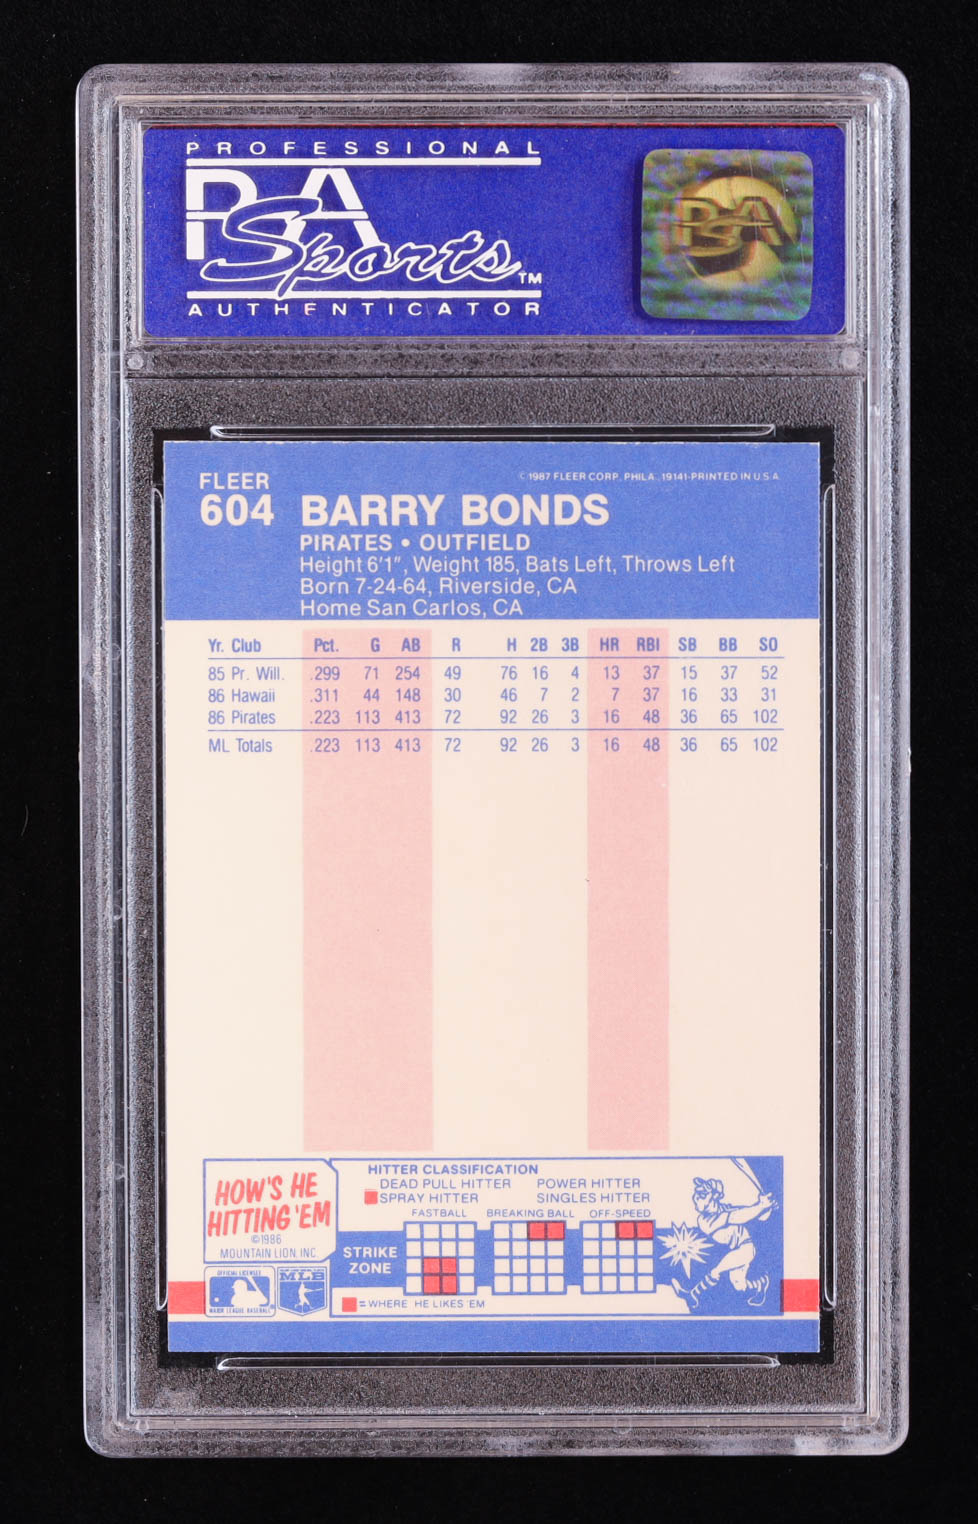 PROFESSIONAL
PSA
Sports™
AUTHENTICATOR
PSA
FLEER
604
© 1987 FLEER CORP. PHILA. 19141-PRINTED IN U.S.A.
BARRY BONDS
PIRATES • OUTFIELD
Height 6'1", Weight 185, Bats Left, Throws Left
Born 7-24-64, Riverside, CA
Home San Carlos, CA
Yr. Club Pct. G AB R H 2B 3B HR RBI SB BB SO
85 Pr. Will. .299 71 254 49 76 16 4 13 37 15 37 52
86 Hawaii .311 44 148 30 46 7 2 7 37 16 33 31
86 Pirates .223 113 413 72 92 26 3 16 48 36 65 102
ML Totals .223 113 413 72 92 26 3 16 48 36 65 102
HOW'S HE
HITTING 'EM
©1986
MOUNTAIN LION, INC.
HITTER CLASSIFICATION
DEAD PULL HITTER POWER HITTER
SPRAY HITTER SINGLES HITTER
FASTBALL BREAKING BALL OFF-SPEED
STRIKE
ZONE
=WHERE HE LIKES 'EM
OFFICIAL LICENSEE
MAJOR LEAGUE BASEBALL
MLB